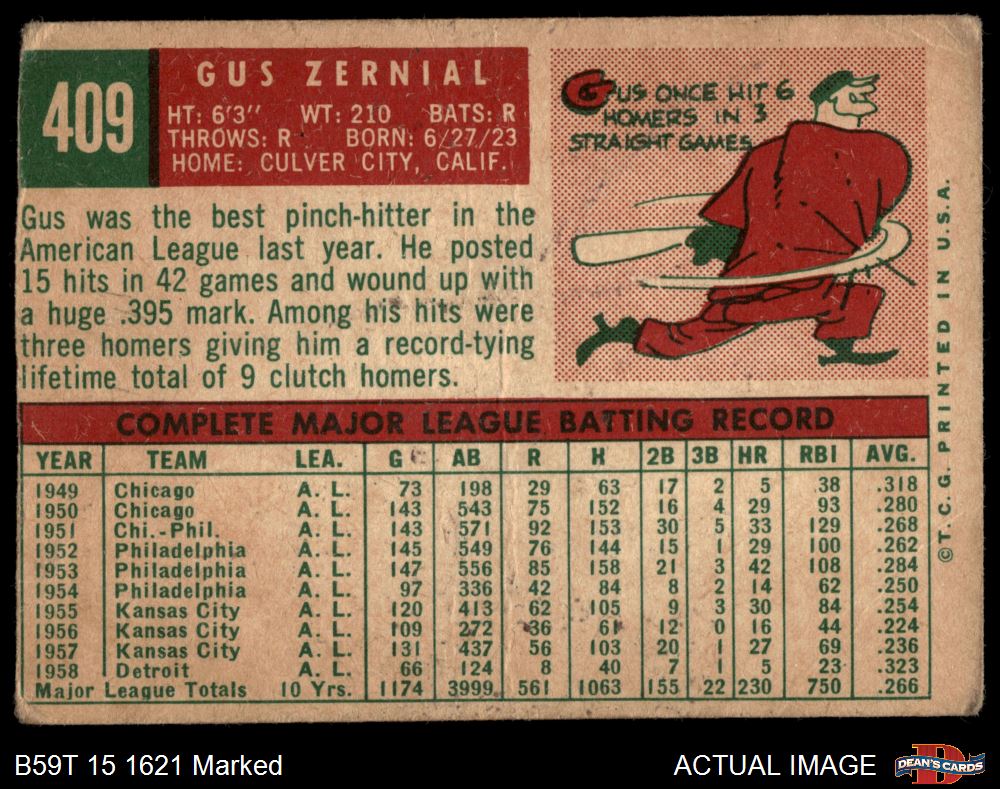 409
GUS ZERNIAL
HT: 6'3" WT: 210 BATS: R
THROWS: R BORN: 6/27/23
HOME: CULVER CITY, CALIF.
GUS ONCE HIT 6
HOMERS IN 3
STRAIGHT GAMES
Gus was the best pinch-hitter in the
American League last year. He posted
15 hits in 42 games and wound up with
a huge .395 mark. Among his hits were
three homers giving him a record-tying
lifetime total of 9 clutch homers.
©T. C. G. PRINTED IN U.S.A.
COMPLETE MAJOR LEAGUE BATTING RECORD
YEAR TEAM LEA. G AB R H 2B 3B HR RBI AVG.
1949 Chicago A. L. 73 198 29 63 17 2 5 38 .318
1950 Chicago A. L. 143 543 75 152 16 4 29 93 .280
1951 Chi.-Phil. A. L. 143 571 92 153 30 5 33 129 .268
1952 Philadelphia A. L. 145 549 76 144 15 1 29 100 .262
1953 Philadelphia A. L. 147 556 85 158 21 3 42 108 .284
1954 Philadelphia A. L. 97 336 42 84 8 2 14 62 .250
1955 Kansas City A. L. 120 413 62 105 9 3 30 84 .254
1956 Kansas City A. L. 109 272 36 61 12 0 16 44 .224
1957 Kansas City A. L. 131 437 56 103 20 1 27 69 .236
1958 Detroit A. L. 66 124 8 40 7 1 5 23 .323
Major League Totals 10 Yrs. 1174 3999 561 1063 155 22 230 750 .266
B59T 15 1621 Marked
ACTUAL IMAGE
DEAN'S CARDS